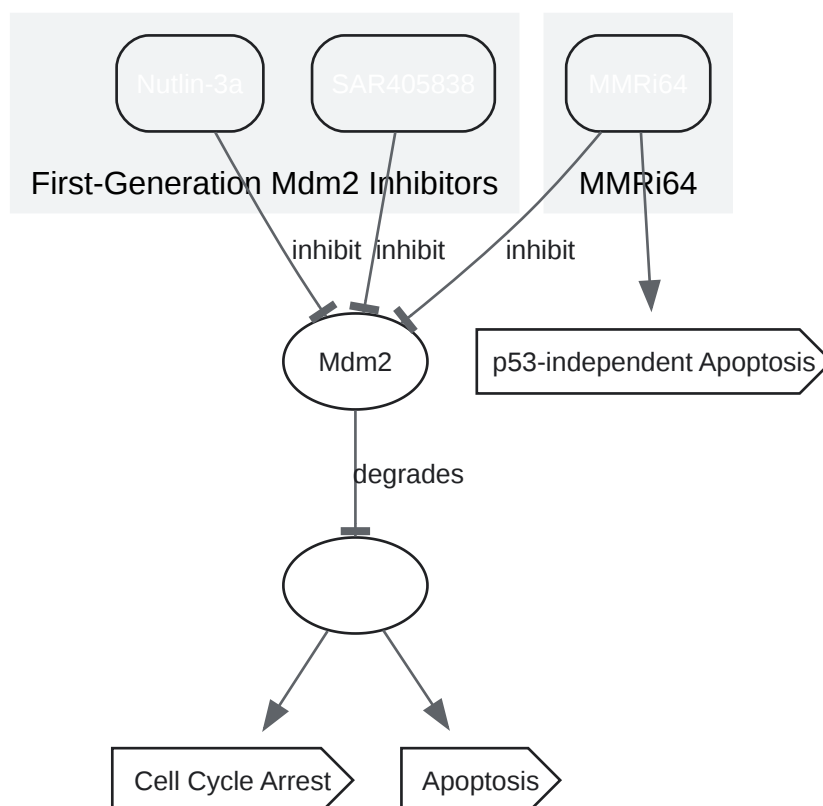 Nutlin-3a
SAR405838
MMRi64
First-Generation Mdm2 Inhibitors
MMRi64
inhibit
inhibit
inhibit
Mdm2
p53-independent Apoptosis
degrades
Cell Cycle Arrest
Apoptosis